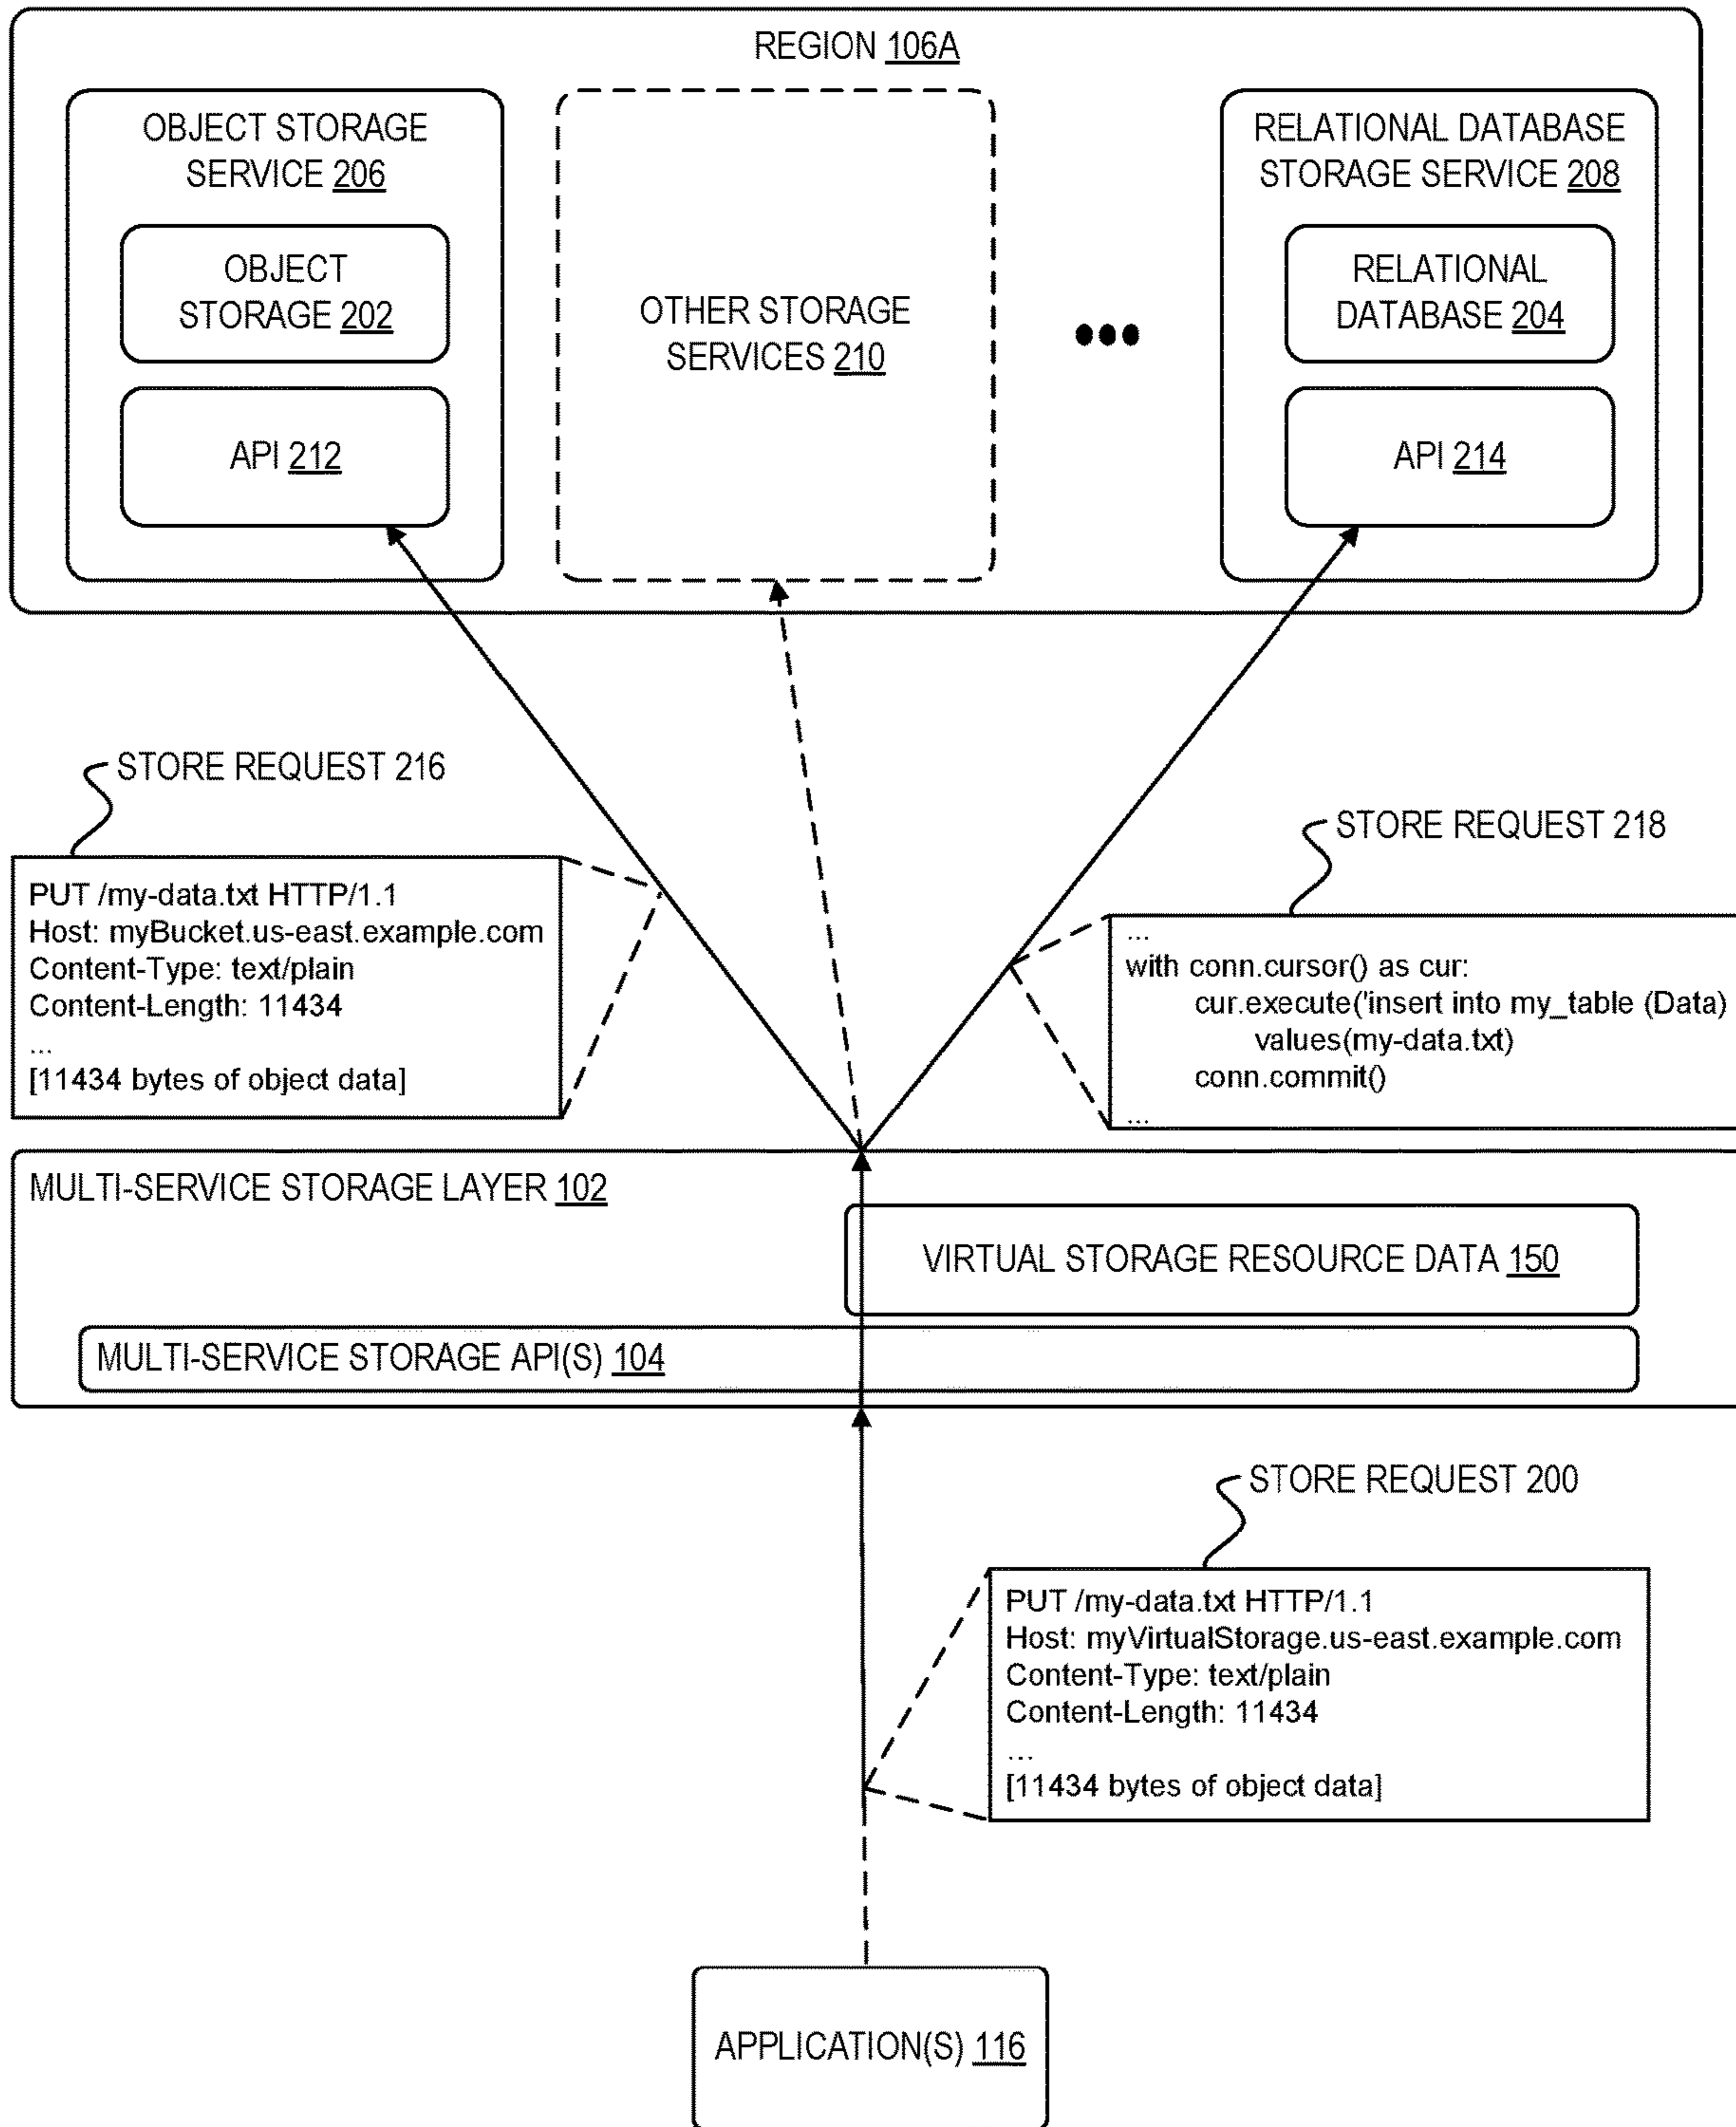 REGION 106A
OBJECT STORAGE
SERVICE 206
OBJECT
STORAGE 202
API 212
OTHER STORAGE
SERVICES 210
RELATIONAL DATABASE
STORAGE SERVICE 208
RELATIONAL
DATABASE 204
API 214
STORE REQUEST 216
PUT /my-data.txt HTTP/1.1
Host: myBucket.us-east.example.com
Content-Type: text/plain
Content-Length: 11434
...
[11434 bytes of object data]
STORE REQUEST 218
...
with conn.cursor() as cur:
cur.execute('insert into my_table (Data)
values(my-data.txt)
conn.commit()
...
MULTI-SERVICE STORAGE LAYER 102
VIRTUAL STORAGE RESOURCE DATA 150
MULTI-SERVICE STORAGE API(S) 104
STORE REQUEST 200
PUT /my-data.txt HTTP/1.1
Host: myVirtualStorage.us-east.example.com
Content-Type: text/plain
Content-Length: 11434
...
[11434 bytes of object data]
APPLICATION(S) 116